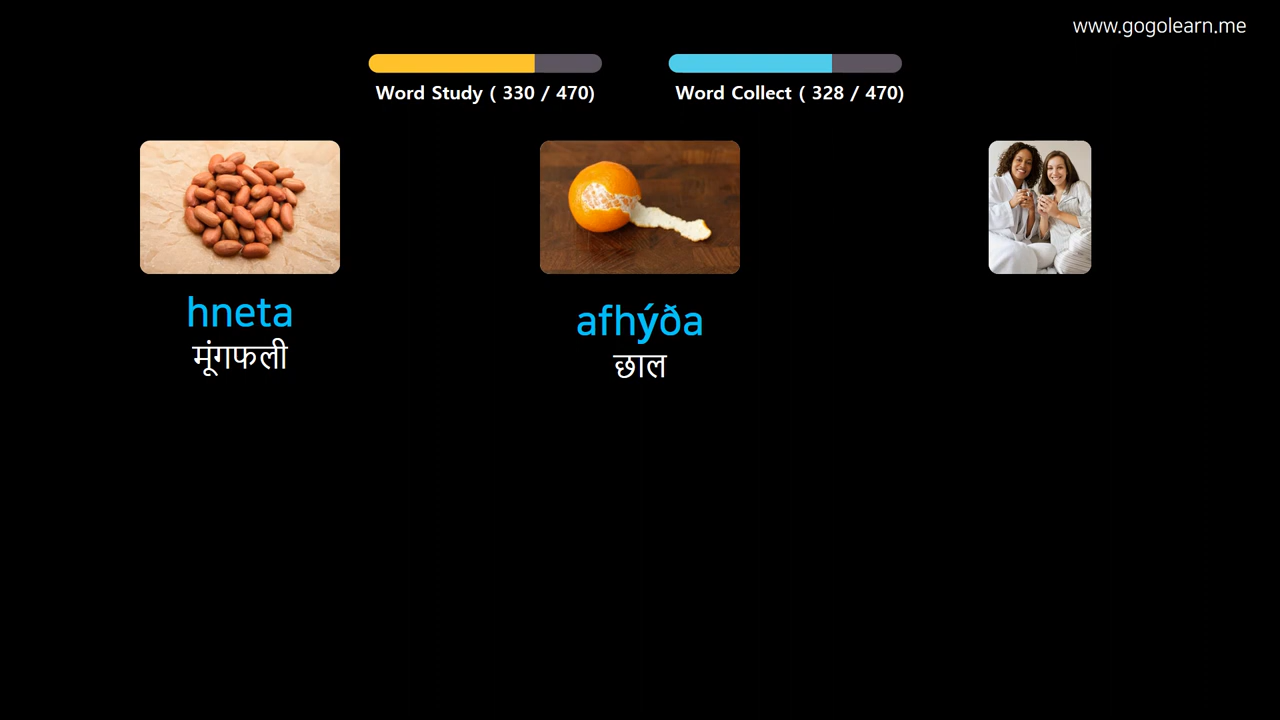 www.gogolearn.me
Word Study ( 330 / 470)
Word Collect ( 328 / 470)
hneta
मूंगफली
afhýða
छाल